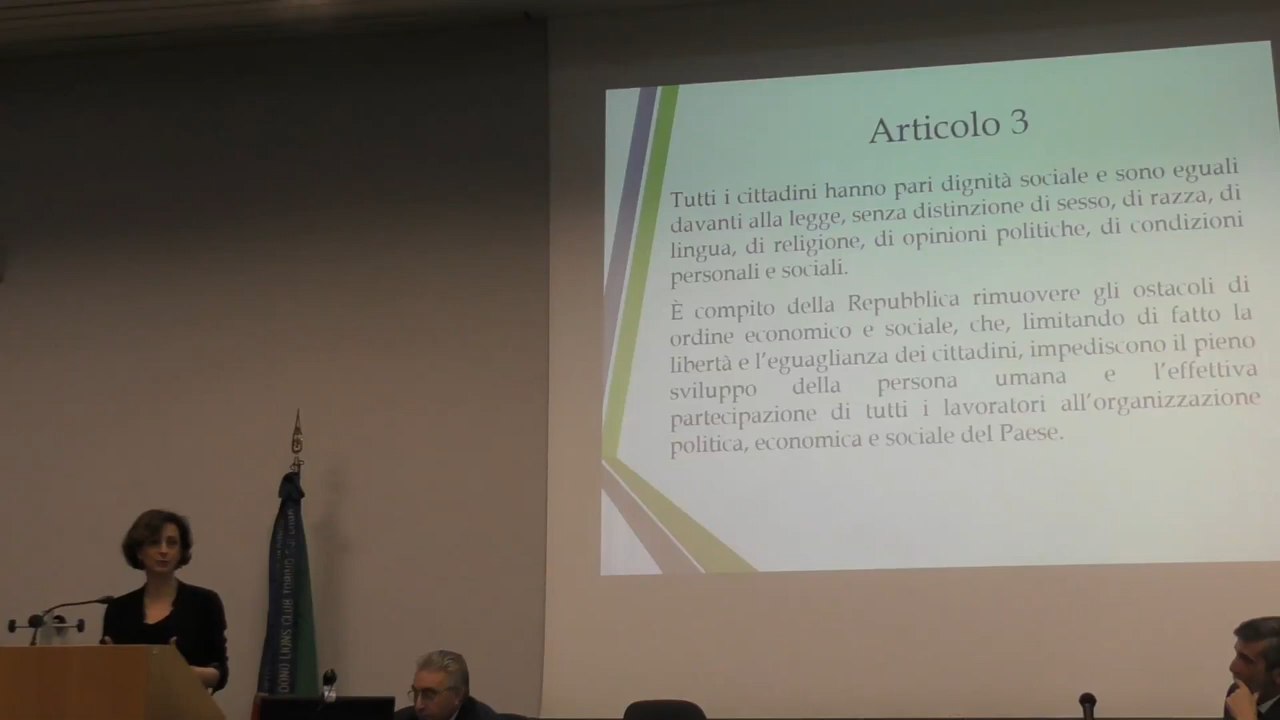 Articolo 3
Tutti i cittadini hanno pari dignità sociale e sono eguali
davanti alla legge, senza distinzione di sesso, di razza, di
lingua, di religione, di opinioni politiche, di condizioni
personali e sociali.
È compito della Repubblica rimuovere gli ostacoli di
ordine economico e sociale, che, limitando di fatto la
libertà e l'eguaglianza dei cittadini, impediscono il pieno
sviluppo della persona umana e l'effettiva
partecipazione di tutti i lavoratori all'organizzazione
politica, economica e sociale del Paese.
DONO LIONS CLUB